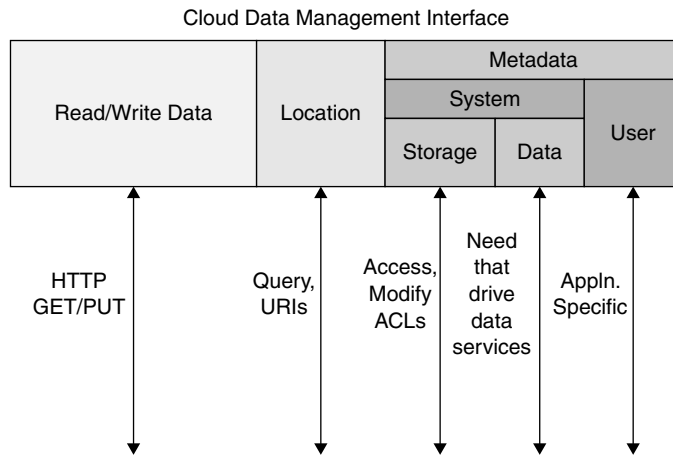 Cloud Data Management Interface
Metadata
Read/Write Data
Location
System
User
Storage
Data
HTTP
GET/PUT
Query,
URIs
Access,
Modify
ACLs
Need
that
drive
data
services
Appln.
Specific